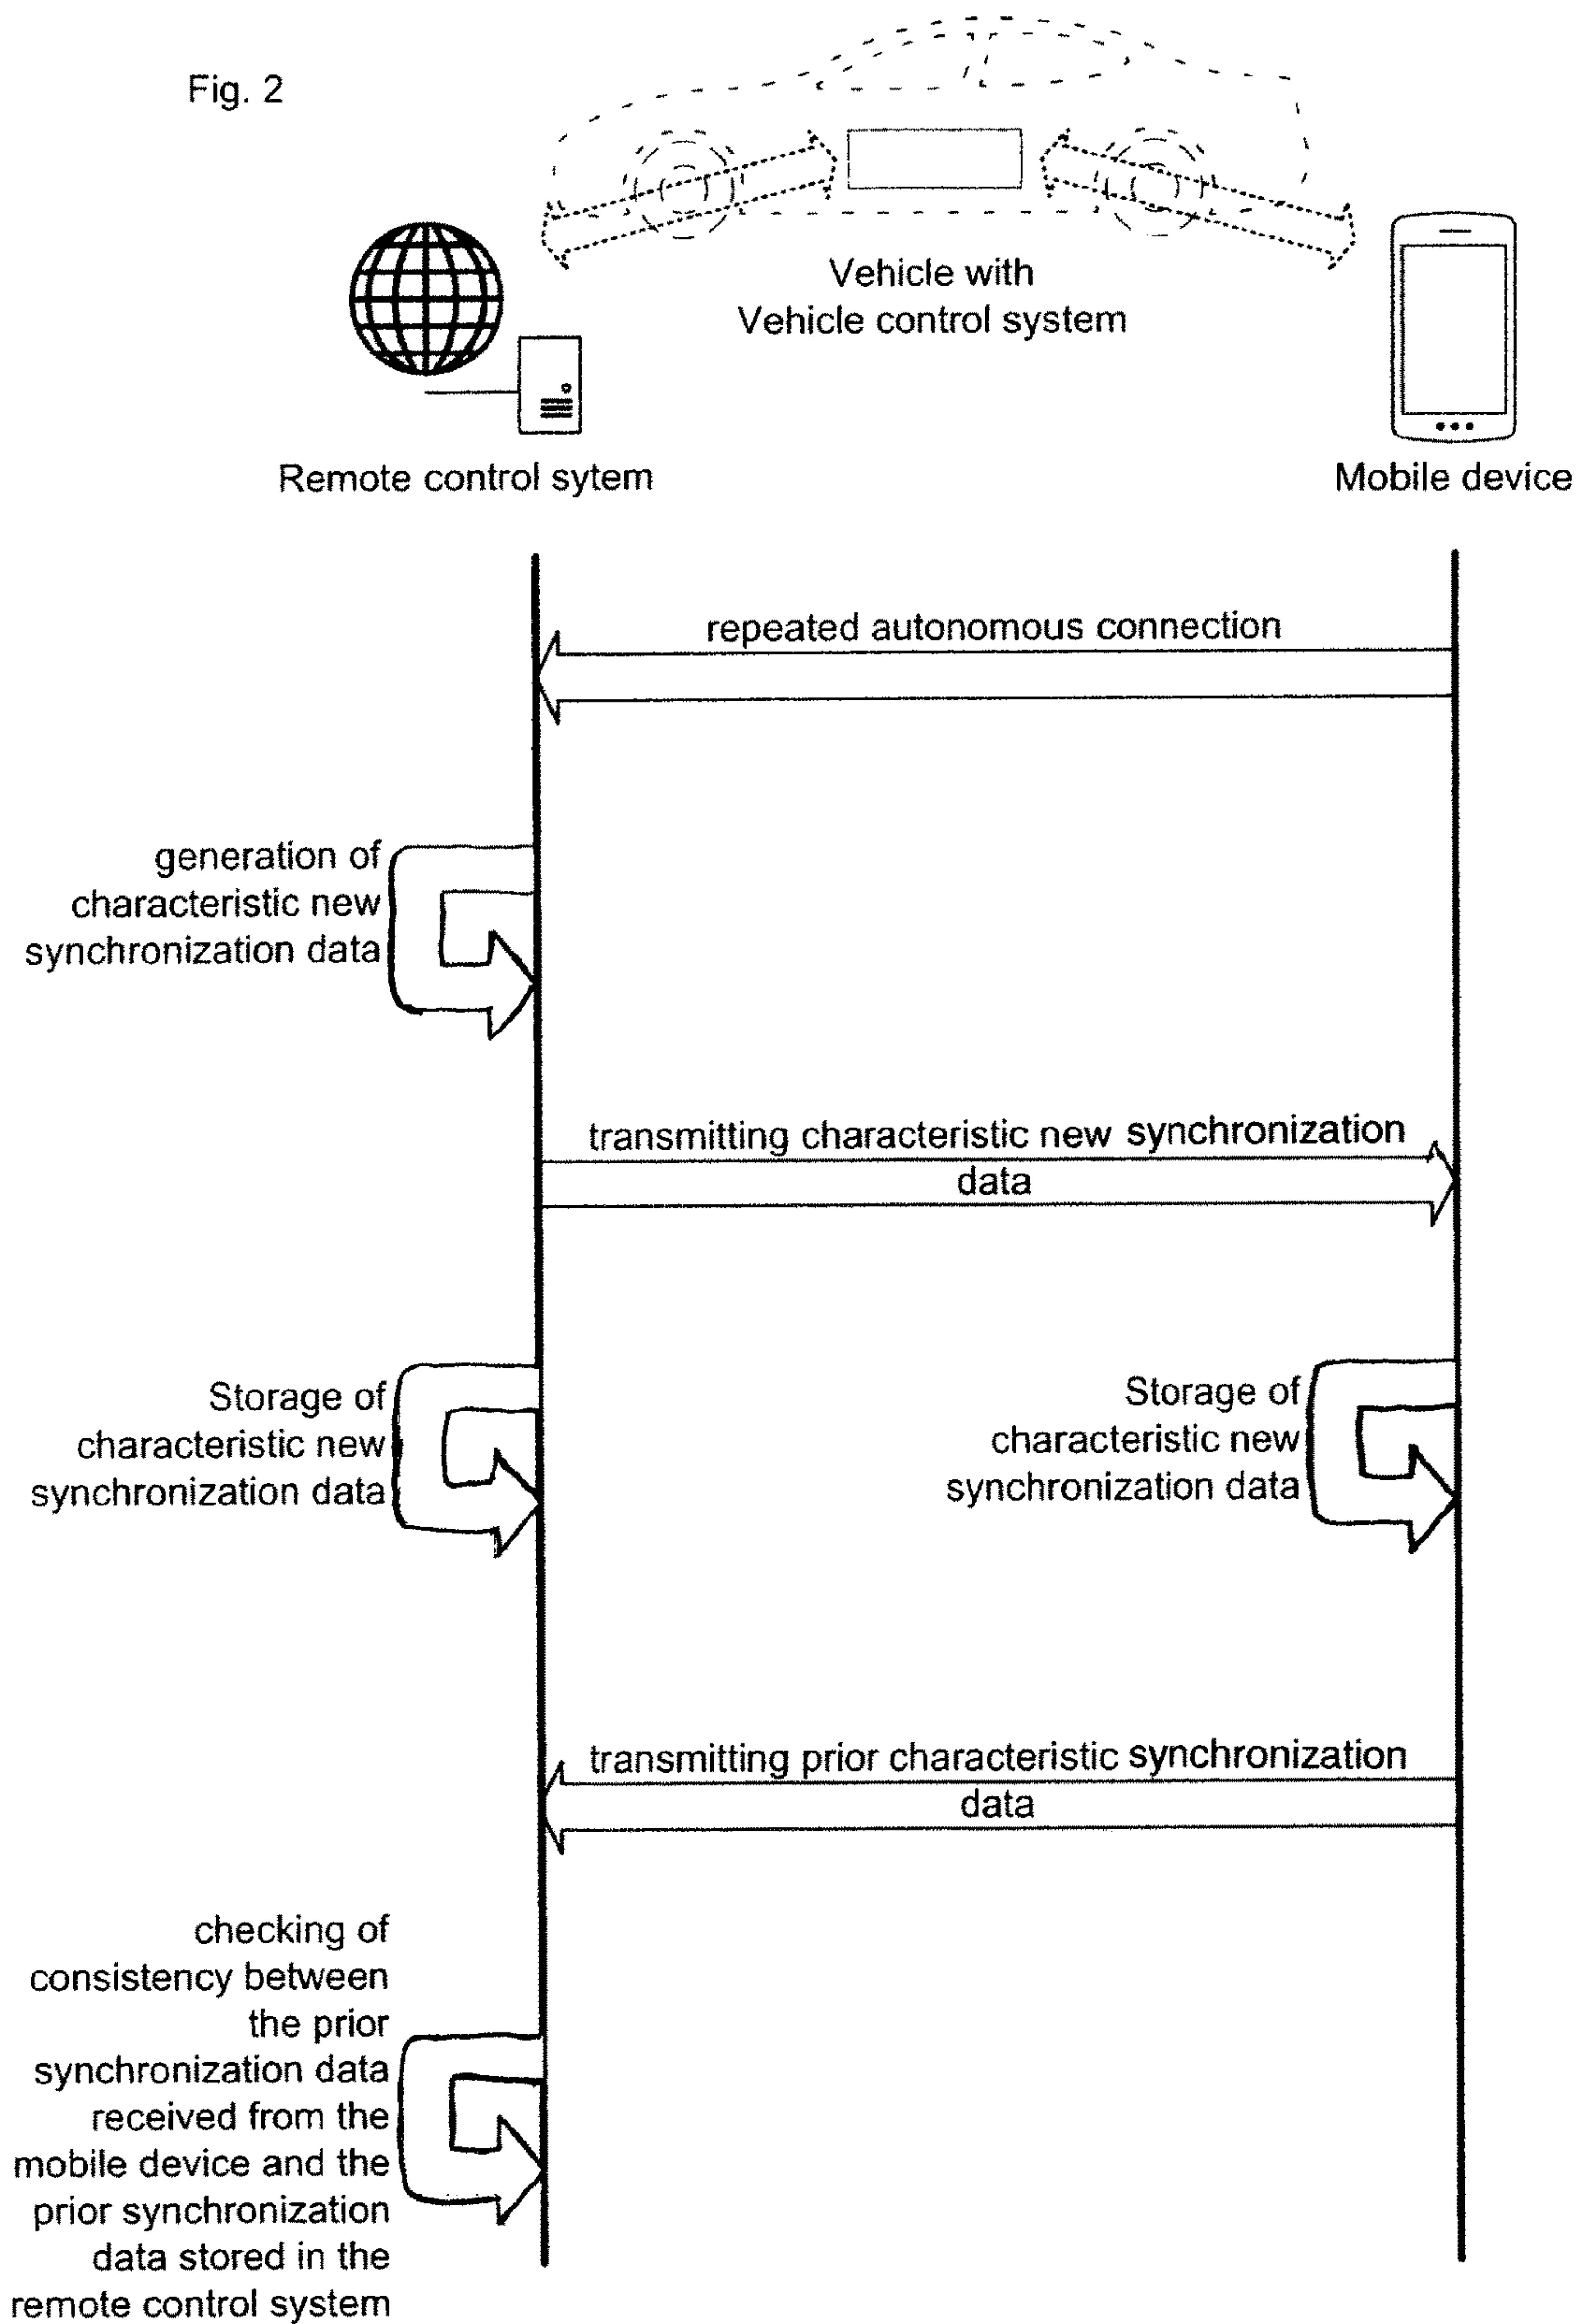 Fig. 2
Vehicle with
Vehicle control system
Remote control sytem
Mobile device
repeated autonomous connection
generation of
characteristic new
synchronization data
transmitting characteristic new synchronization
data
Storage of
characteristic new
synchronization data
Storage of
characteristic new
synchronization data
transmitting prior characteristic synchronization
data
checking of
consistency between
the prior
synchronization data
received from the
mobile device and the
prior synchronization
data stored in the
remote control system